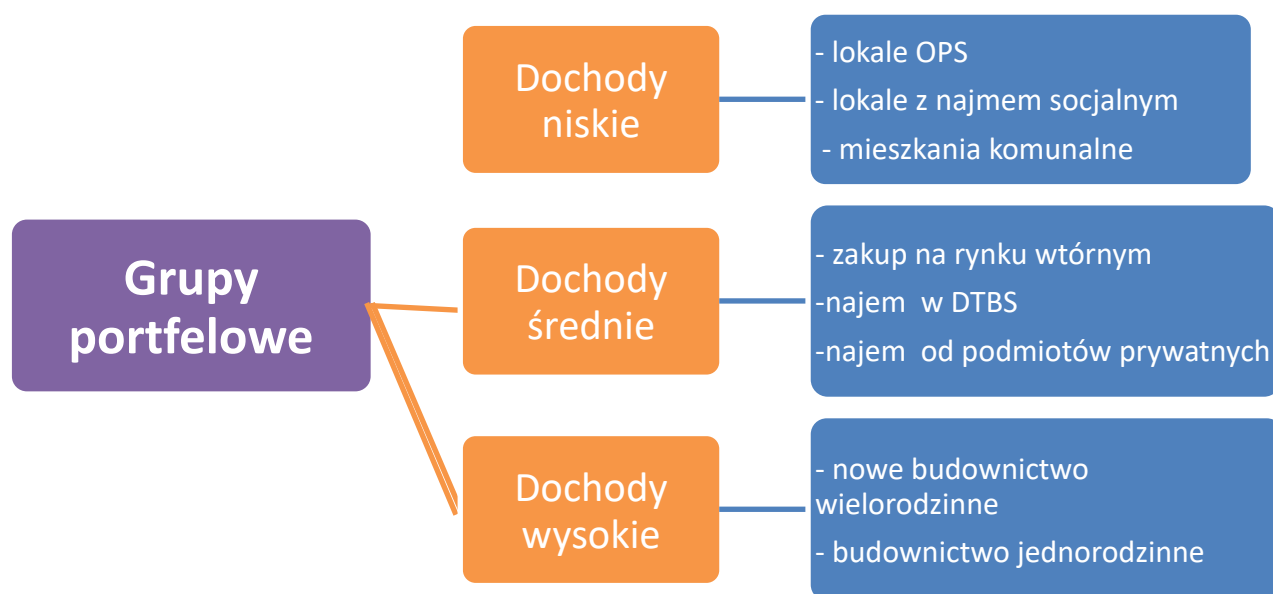 Grupy
portfelowe
Dochody
niskie
- lokale OPS
- lokale z najmem socjalnym
- mieszkania komunalne
Dochody
średnie
- zakup na rynku wtórnym
-najem  w DTBS
-najem  od podmiotów prywatnych
Dochody
wysokie
- nowe budownictwo
wielorodzinne
- budownictwo jednorodzinne